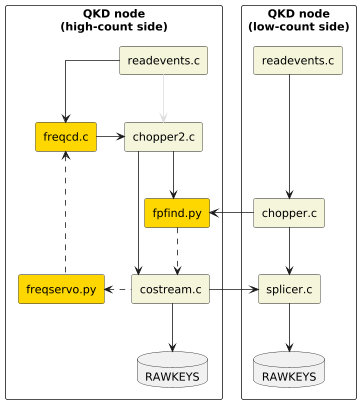 QKD node
(high-count side)
QKD node
(low-count side)
readevents.c
readevents.c
freqcd.c
chopper2.c
fpfind.py
chopper.c
freqservo.py
costream.c
splicer.c
RAWKEYS
RAWKEYS